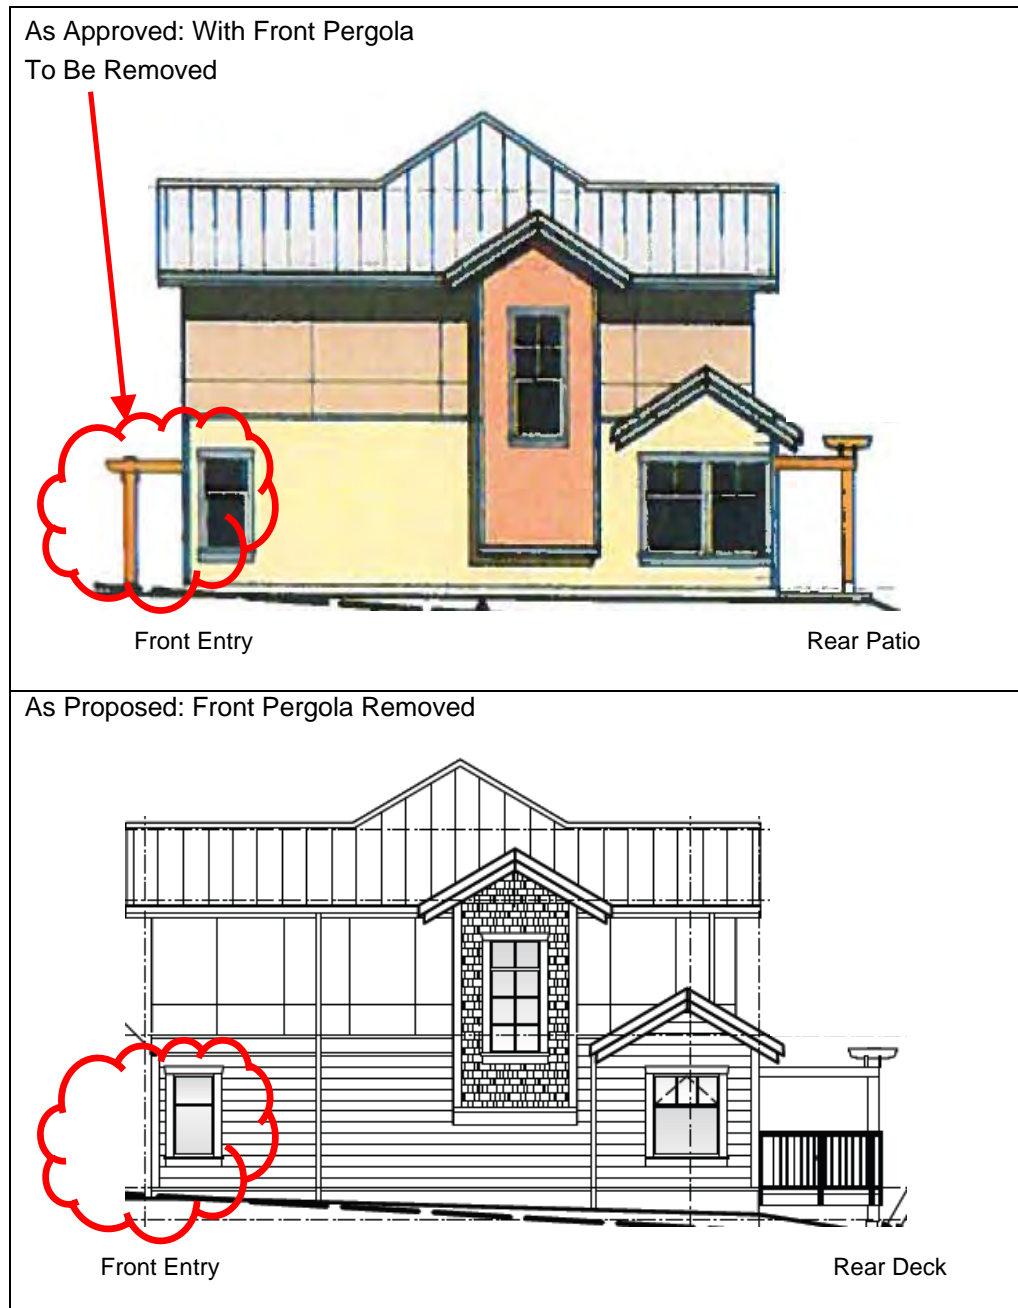 As Approved: With Front Pergola
To Be Removed
Front Entry
Rear Patio
As Proposed: Front Pergola Removed
Front Entry
Rear Deck